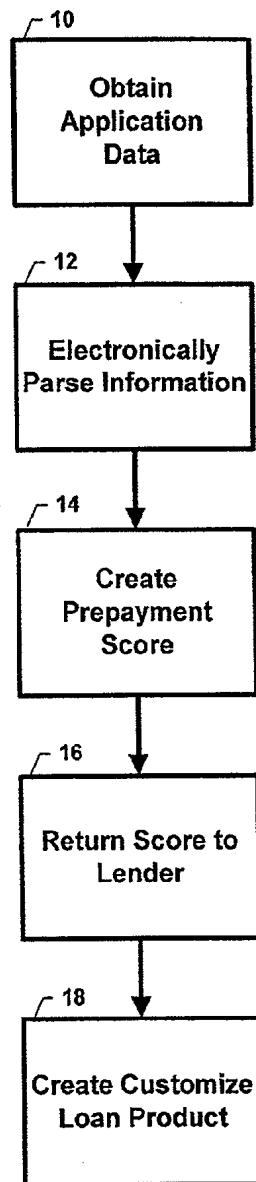 10
Obtain
Application
Data
12
Electronically
Parse Information
14
Create
Prepayment
Score
16
Return Score to
Lender
18
Create Customize
Loan Product